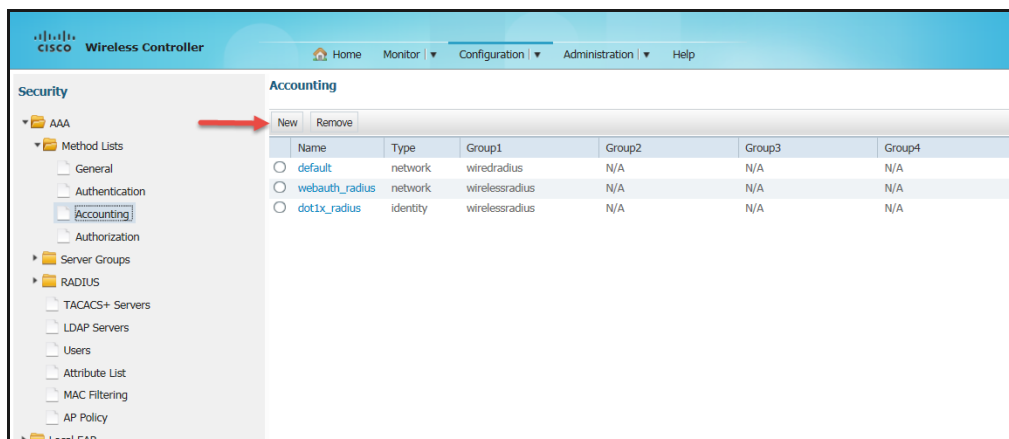 CISCO Wireless Controller
Home Monitor Configuration Administration Help
Security
AAA
Method Lists
General
Authentication
Accounting
Authorization
Server Groups
RADIUS
TACACS+ Servers
LDAP Servers
Users
Attribute List
MAC Filtering
AP Policy
Local EAP
Accounting
New Remove
Name Type Group1 Group2 Group3 Group4
default network wiredradius N/A N/A N/A
webauth_radius network wirelessradius N/A N/A N/A
dot1x_radius identity wirelessradius N/A N/A N/A